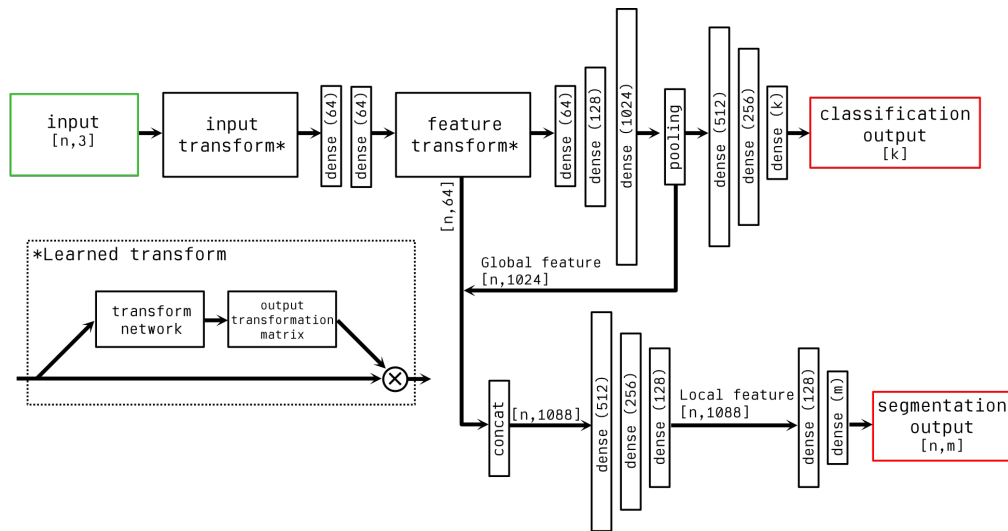 input
[n,3]
input
transform*
dense (64)
dense (64)
feature
transform*
dense (64)
dense (128)
dense (1024)
pooling
dense (512)
dense (256)
dense (k)
classification
output
[k]
[n,64]
Global feature
[n,1024]
*Learned transform
transform
network
output
transformation
matrix
concat
[n,1088]
dense (512)
dense (256)
dense (128)
Local feature
[n,1088]
dense (128)
dense (m)
segmentation
output
[n,m]